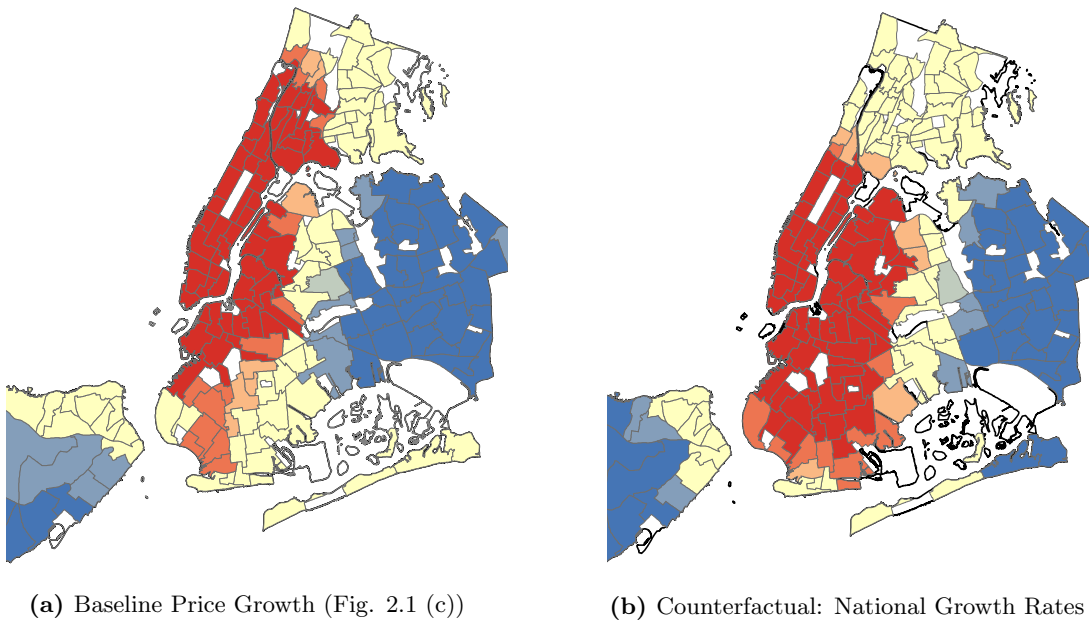 (a) Baseline Price Growth (Fig. 2.1 (c))
(b) Counterfactual: National Growth Rates